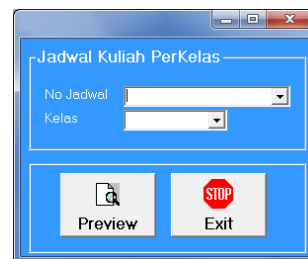 Jadwal Kuliah PerKelas
No Jadwal
Kelas
STOP
Preview Exit